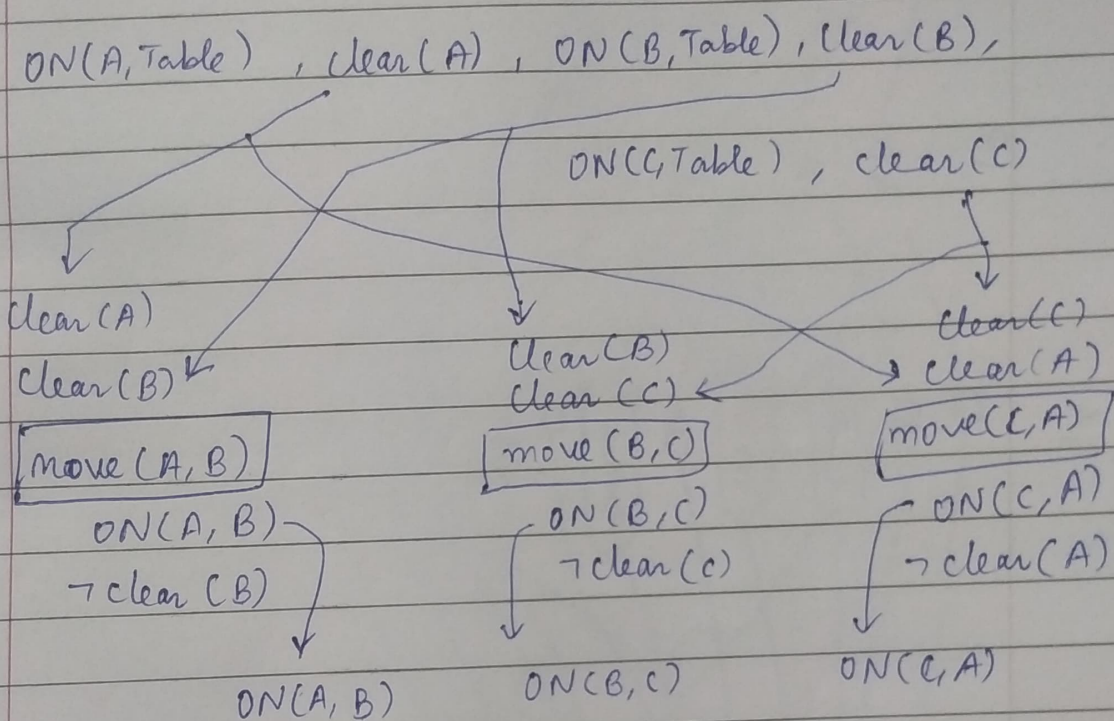 ON(A,Table) , clear(A) , ON(B,Table) , clear(B) ,
ON(C,Table) , clear(C)
clear(A)
clear(B)
move(A,B)
ON(A,B)
¬clear(B)
ON(A,B)
clear(B)
clear(C)
move(B,C)
ON(B,C)
¬clear(C)
ON(B,C)
clear(C)
clear(A)
move(C,A)
ON(C,A)
¬clear(A)
ON(C,A)